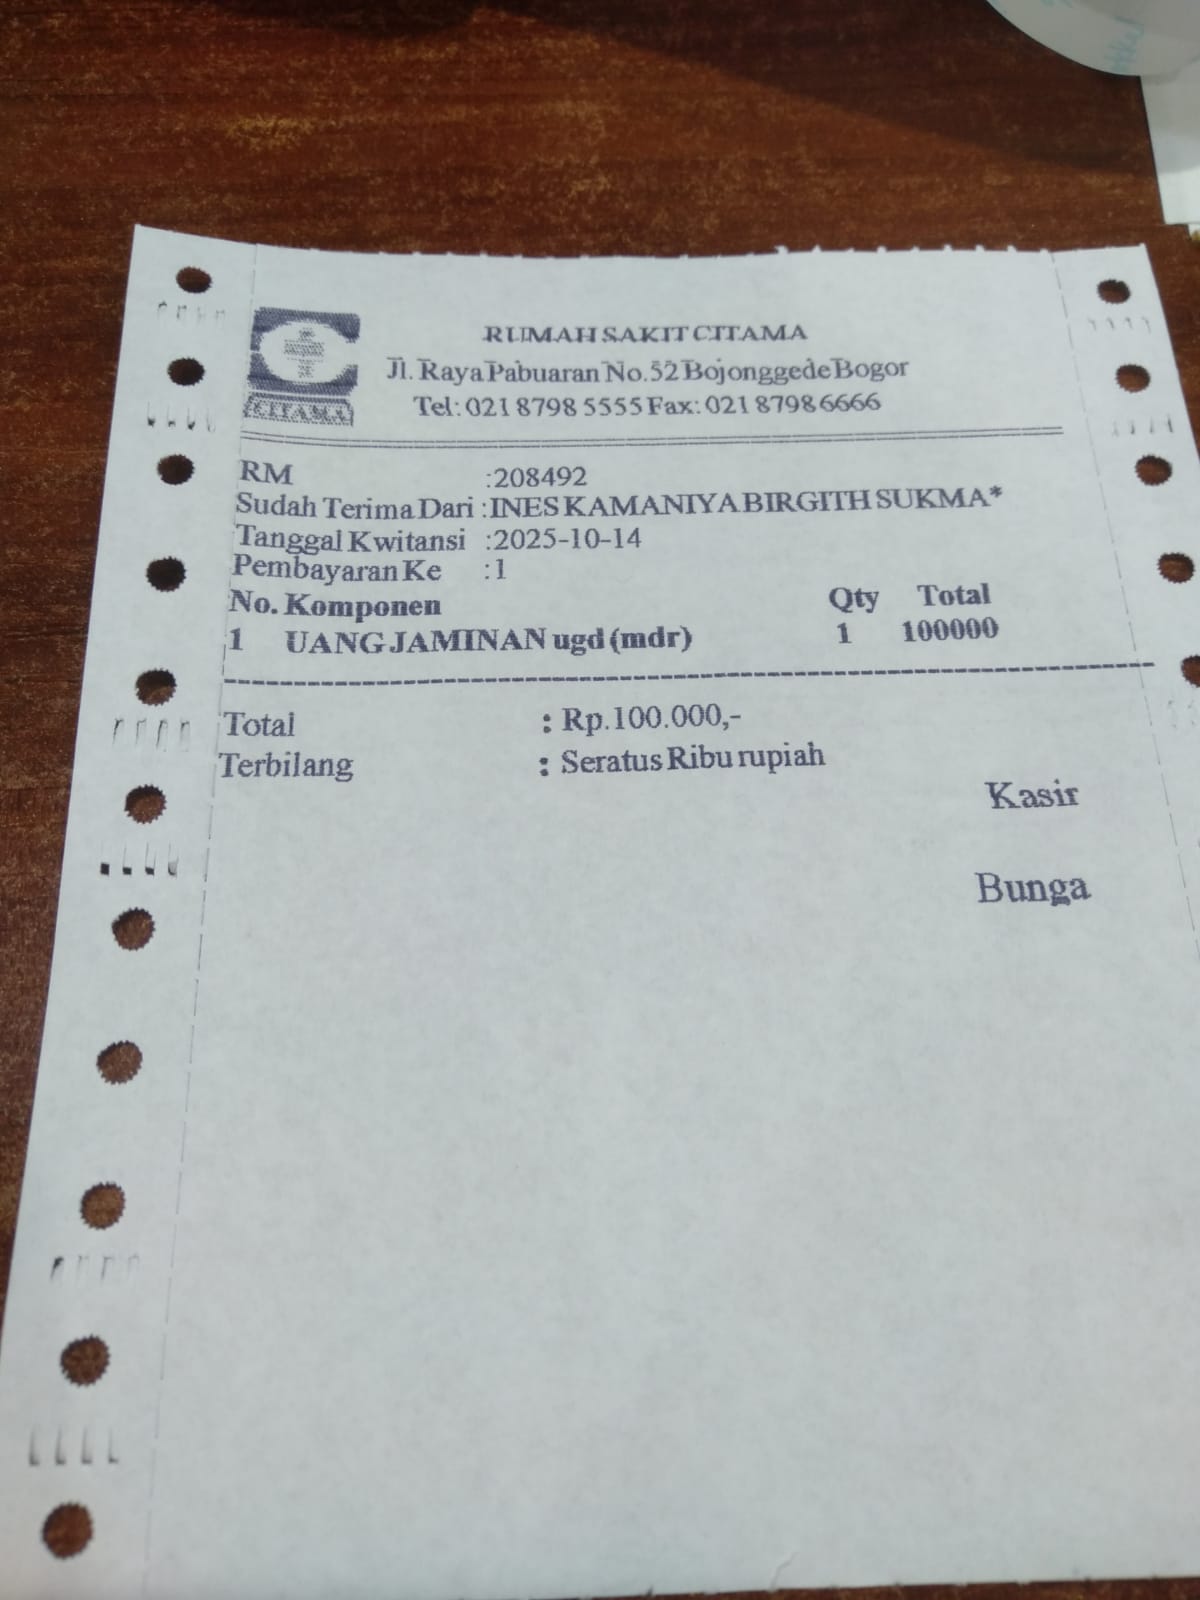 RUMAH SAKIT CITAMA
Jl. Raya Pabuaran No.52 Bojonggede Bogor
Tel: 021 8798 5555 Fax: 021 8798 6666
CITAMA
RM :208492
Sudah Terima Dari :INES KAMANIYA BIRGITH SUKMA*
Tanggal Kwitansi :2025-10-14
Pembayaran Ke :1
No. Komponen Qty Total
1 UANG JAMINAN ugd (mdr) 1 100000
Total : Rp.100.000,-
Terbilang : Seratus Ribu rupiah
Kasir
Bunga